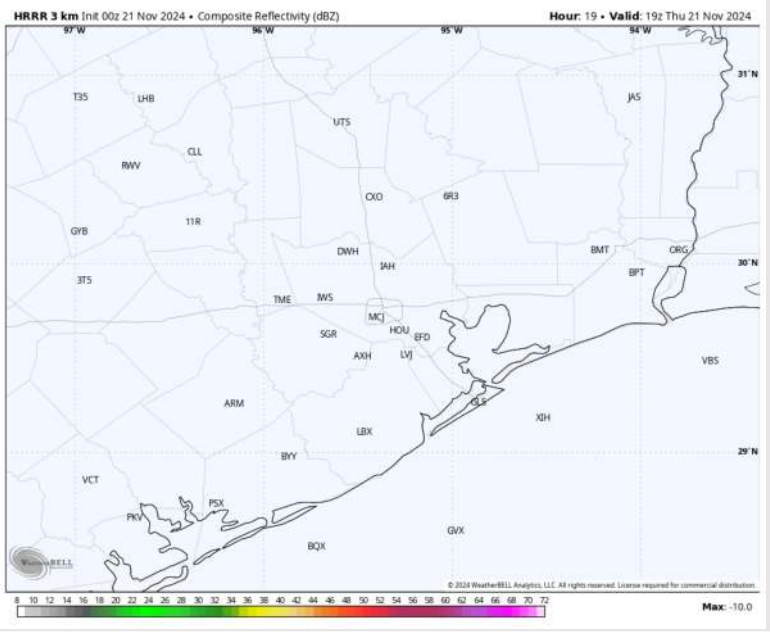 HRRR 3 km Init 00z 21 Nov 2024 • Composite Reflectivity (dBZ)
Hour: 19 • Valid: 19z Thu 21 Nov 2024
97°W 96°W 95°W 94°W
31°N
T35
LHB
JAS
UTS
CLL
RWV
CXO
6R3
11R
GYB
DWH
BMT
ORG
30°N
IAH
BPT
3T5
TME
IWS
MCJ
HOU
SGR
EFD
AXH
LVJ
VBS
ARM
GLS
XIH
LBX
29°N
BYY
VCT
PSX
PKV
GVX
BQX
WEATHERBELL
© 2024 WeatherBELL Analytics, LLC. All rights reserved. License required for commercial distribution.
8 10 12 14 16 18 20 22 24 26 28 30 32 34 36 38 40 42 44 46 48 50 52 54 56 58 60 62 64 66 68 70 72
Max: -10.0